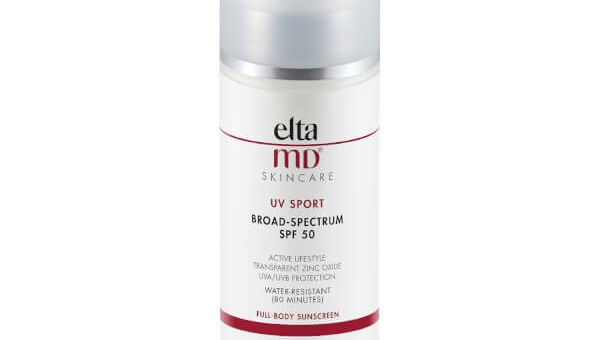 elta
MD®
SKINCARE
UV SPORT
BROAD-SPECTRUM
SPF 50
ACTIVE LIFESTYLE
TRANSPARENT ZINC OXIDE
UVA/UVB PROTECTION
WATER-RESISTANT
(80 MINUTES)
FULL-BODY SUNSCREEN